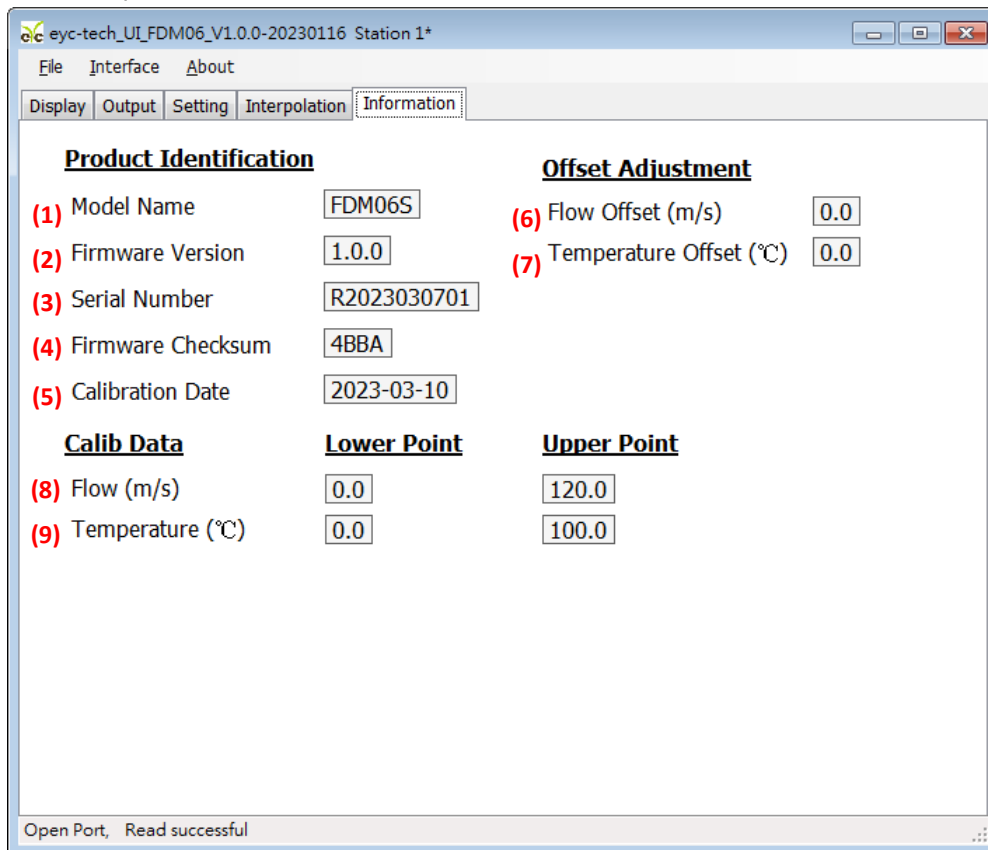 eyc-tech_UI_FDM06_V1.0.0-20230116 Station 1*
File Interface About
Display Output Setting Interpolation Information
Product Identification
(1) Model Name FDM06S
(2) Firmware Version 1.0.0
(3) Serial Number R2023030701
(4) Firmware Checksum 4BBA
(5) Calibration Date 2023-03-10
Offset Adjustment
(6) Flow Offset (m/s) 0.0
(7) Temperature Offset (℃) 0.0
Calib Data Lower Point Upper Point
(8) Flow (m/s) 0.0 120.0
(9) Temperature (℃) 0.0 100.0
Open Port, Read successful